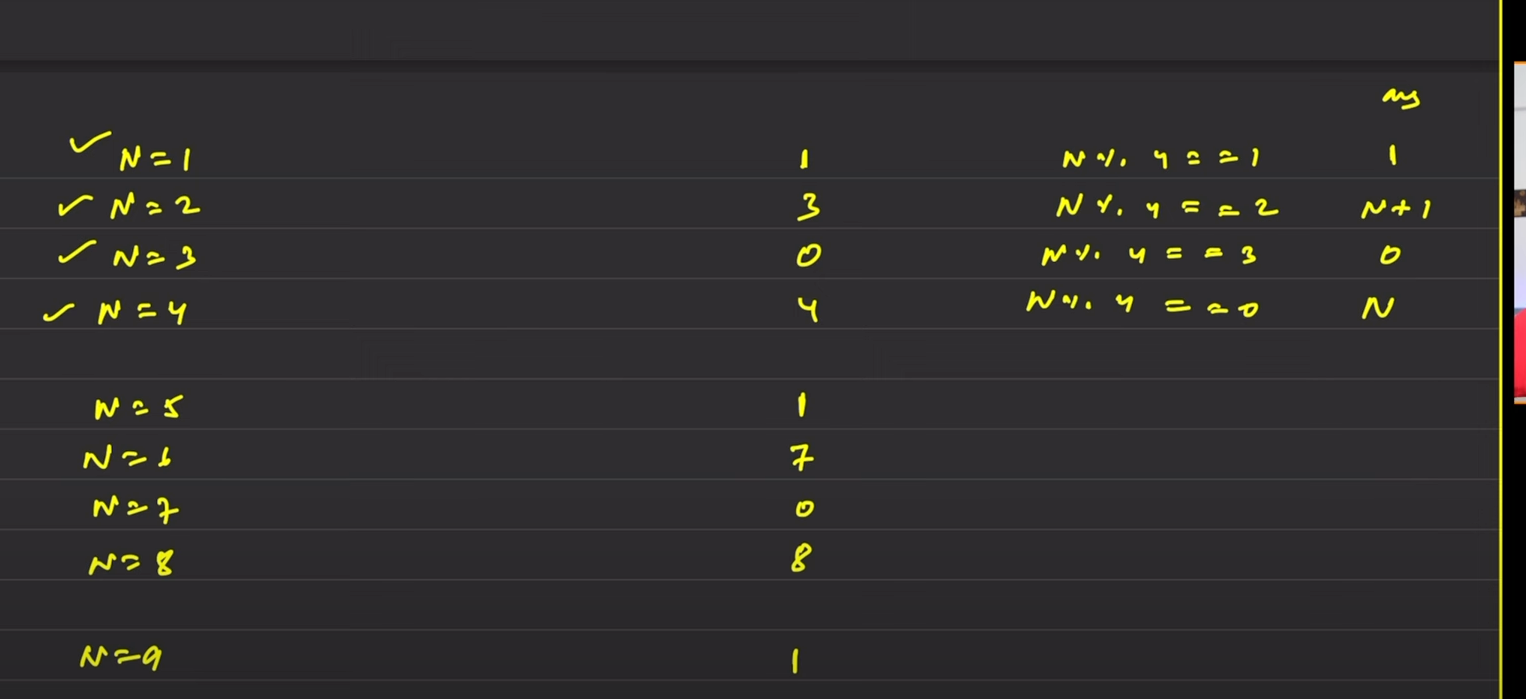 ans
N=1 1 N%4==1 1
N=2 3 N%4==2 N+1
N=3 0 N%4==3 0
N=4 4 N%4==0 N
N=5 1
N=6 7
N=7 0
N=8 8
N=9 1